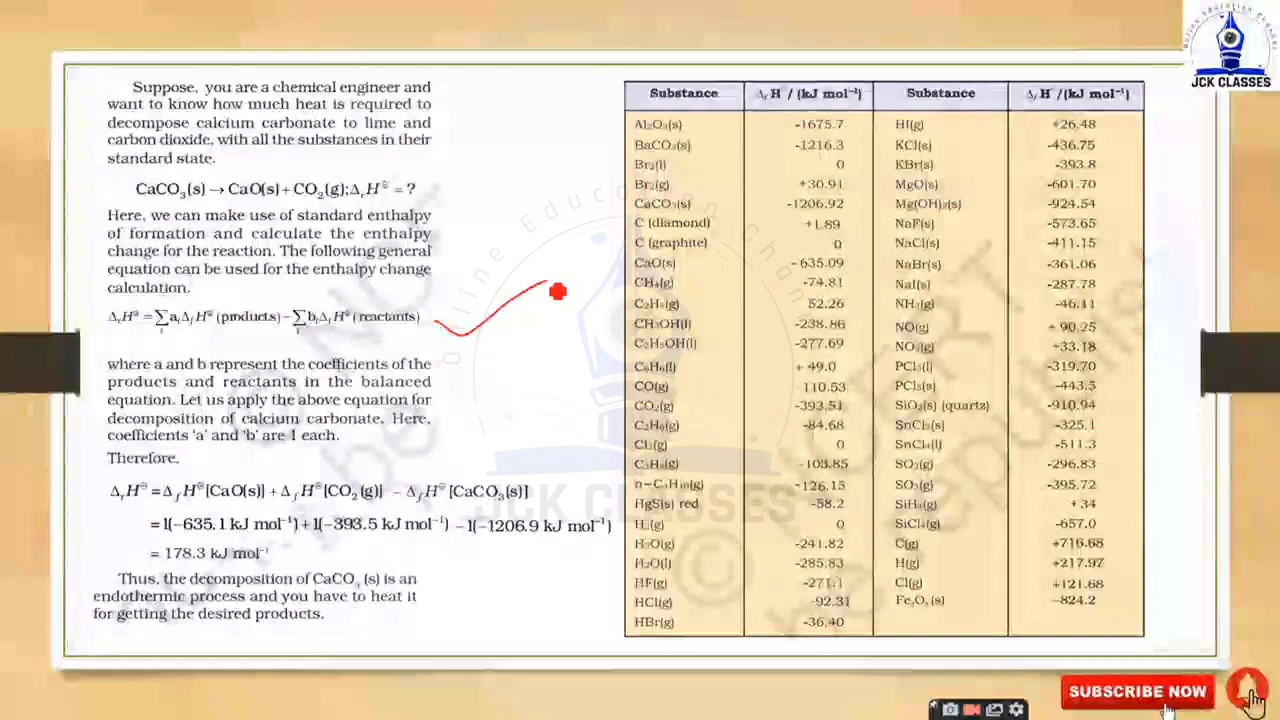 Suppose, you are a chemical engineer and
want to know how much heat is required to
decompose calcium carbonate to lime and
carbon dioxide, with all the substances in their
standard state.
CaCO₃(s) → CaO(s) + CO₂(g); ΔᵣH⊖ = ?
Here, we can make use of standard enthalpy
of formation and calculate the enthalpy
change for the reaction. The following general
equation can be used for the enthalpy change
calculation.
ΔᵣH⊖ = ∑ᵢ aᵢΔfH⊖ (products) − ∑ᵢ bᵢΔfH⊖ (reactants)
where a and b represent the coefficients of the
products and reactants in the balanced
equation. Let us apply the above equation for
decomposition of calcium carbonate. Here,
coefficients 'a' and 'b' are 1 each.
Therefore,
ΔᵣH⊖ = ΔfH⊖[CaO(s)] + ΔfH⊖[CO₂(g)] − ΔfH⊖[CaCO₃(s)]
= 1(−635.1 kJ mol⁻¹) + 1(−393.5 kJ mol⁻¹) − 1(−1206.9 kJ mol⁻¹)
= 178.3 kJ mol⁻¹
Thus, the decomposition of CaCO₃ (s) is an
endothermic process and you have to heat it
for getting the desired products.
Substance ΔfH / (kJ mol⁻¹) Substance ΔfH /(kJ mol⁻¹)
Al₂O₃(s) -1675.7 HI(g) +26.48
BaCO₃(s) -1216.3 KCl(s) -436.75
Br₂(l) 0 KBr(s) -393.8
Br₂(g) +30.91 MgO(s) -601.70
CaCO₃(s) -1206.92 Mg(OH)₂(s) -924.54
C (diamond) +1.89 NaF(s) -573.65
C (graphite) 0 NaCl(s) -411.15
CaO(s) -635.09 NaBr(s) -361.06
CH₄(g) -74.81 NaI(s) -287.78
C₂H₄(g) 52.26 NH₃(g) -46.11
CH₃OH(l) -238.86 NO(g) + 90.25
C₂H₅OH(l) -277.69 NO₂(g) +33.18
C₆H₆(l) + 49.0 PCl₃(l) -319.70
CO(g) 110.53 PCl₅(s) -443.5
CO₂(g) -393.51 SiO₂(s) (quartz) -910.94
C₂H₆(g) -84.68 SnCl₂(s) -325.1
Cl₂(g) 0 SnCl₄(l) -511.3
C₃H₈(g) -103.85 SO₂(g) -296.83
n−C₄H₁₀(g) -126.15 SO₃(g) -395.72
HgS(s) red -58.2 SiH₄(g) +34
H₂(g) 0 SiCl₄(g) -657.0
H₂O(g) -241.82 C(g) +716.68
H₂O(l) -285.83 H(g) +217.97
HF(g) -271.1 Cl(g) +121.68
HCl(g) -92.31 Fe₂O₃(s) −824.2
HBr(g) -36.40
Online Education Channel
JCK CLASSES
Online Education Channel
JCK CLASSES
SUBSCRIBE NOW